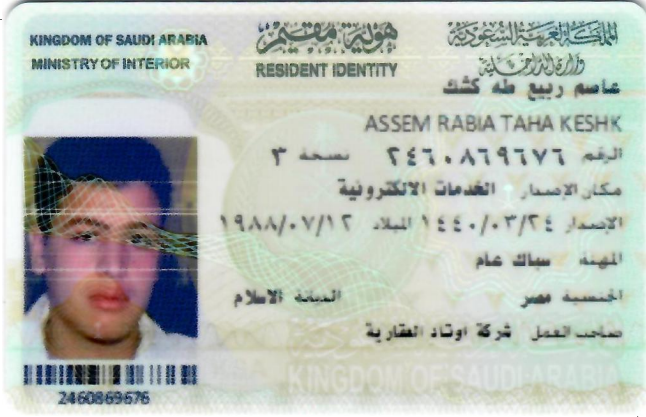 KINGDOM OF SAUDI ARABIA
MINISTRY OF INTERIOR
هوية مقيم
RESIDENT IDENTITY
المملكة العربية السعودية
وزارة الداخلية
عاصم ربيع طه كشك
ASSEM RABIA TAHA KESHK
الرقم ٢٤٦٠٨٦٩٦٧٦ نسخة ٣
مكان الإصدار الخدمات الالكترونية
الإصدار ١٤٤٠/٠٣/٢٤ الميلاد ١٩٨٨/٠٧/١٢
المهنة سباك عام
الجنسية مصر الديانة الاسلام
صاحب العمل شركة اوتاد العقارية
KINGDOM OF SAUDI ARABIA
2460869676